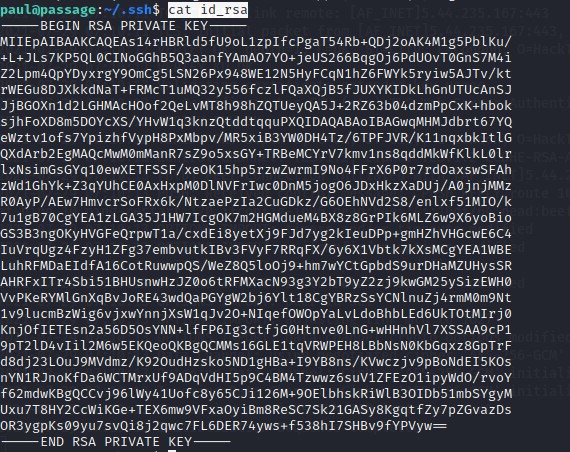 paul@passage:~/.ssh$ cat id_rsa
-----BEGIN RSA PRIVATE KEY-----
MIIEpAIBAAKCAQEAs14rHBRld5fU9oL1zpIfcPgaT54Rb+QDj2oAK4M1g5PblKu/
+L+JLs7KP5QL0CINoGGhB5Q3aanfYAmAO7YO+jeUS266BqgOj6PdUOvT0GnS7M4i
Z2Lpm4QpYDyxrgY9OmCg5LSN26Px948WE12N5HyFCqN1hZ6FWYk5ryiw5AJTv/kt
rWEGu8DJXkkdNaT+FRMcT1uMQ32y556fczlFQaXQjB5fJUXYKIDkLhGnUTUcAnSJ
JjBGOXn1d2LGHMAcHOof2QeLvMT8h98hZQTUeyQA5J+2RZ63b04dzmPpCxK+hbok
sjhFoXD8m5DOYcXS/YHvW1q3knzQtddtqquPXQIDAQABAoIBAGwqMHMJdbrt67YQ
eWztv1ofs7YpizhfVypH8PxMbpv/MR5xiB3YW0DH4Tz/6TPFJVR/K11nqxbkItlG
QXdArb2EgMAQcMwM0mManR7sZ9o5xsGY+TRBeMCYrV7kmv1ns8qddMkWfKlkL0lr
lxNsimGsGYq10ewXETFSSF/xeOK15hp5rzwZwrmI9No4FFrX6P0r7rdOaxswSFAh
zWd1GhYk+Z3qYUhCE0AxHxpM0DlNVFrIwc0DnM5jogO6JDxHkzXaDUj/A0jnjMMz
R0AyP/AEw7HmvcrSoFRx6k/NtzaePzIa2CuGDkz/G6OEhNVd2S8/enlxf51MIO/k
7u1gB70CgYEA1zLGA35J1HW7IcgOK7m2HGMdueM4BX8z8GrPIk6MLZ6w9X6yoBio
GS3B3ngOKyHVGFeQrpwT1a/cxdEi8yetXj9FJd7yg2kIeuDPp+gmHZhVHGcwE6C4
IuVrqUgz4FzyH1ZFg37embvutkIBv3FVyF7RRqFX/6y6X1Vbtk7kXsMCgYEA1WBE
LuhRFMDaEIdfA16CotRuwwpQS/WeZ8Q5loOj9+hm7wYCtGpbdS9urDHaMZUHysSR
AHRFxITr4Sbi51BHUsnwHzJZ0o6tRFMXacN93g3Y2bT9yZ2zj9kwGM25ySizEWH0
VvPKeRYMlGnXqBvJoRE43wdQaPGYgW2bj6Ylt18CgYBRzSsYCNlnuZj4rmM0m9Nt
1v9lucmBzWig6vjxwYnnjXsW1qJv2O+NIqefOWOpYaLvLdoBhbLEd6UkTOtMIrj0
KnjOfIETEsn2a56D5OsYNN+lfFP6Ig3ctfjG0Htnve0LnG+wHHnhVl7XSSAA9cP1
9pT2lD4vIil2M6w5EKQeoQKBgQCMMs16GLE1tqVRWPEH8LBbNsN0KbGqxz8GpTrF
d8dj23LOuJ9MVdmz/K92OudHzsko5ND1gHBa+I9YB8ns/KVwczjv9pBoNdEI5KOs
nYN1RJnoKfDa6WCTMrxUf9ADqVdHI5p9C4BM4Tzwwz6suV1ZFEzO1ipyWdO/rvoY
f62mdwKBgQCCvj96lWy41Uofc8y65CJi126M+9OElbhskRiWlB3OIDb51mbSYgyM
Uxu7T8HY2CcWiKGe+TEX6mw9VFxaOyiBm8ReSC7Sk21GASy8KgqtfZy7pZGvazDs
OR3ygpKs09yu7svQi8j2qwc7FL6DER74yws+f538hI7SHBv9fYPVyw==
-----END RSA PRIVATE KEY-----